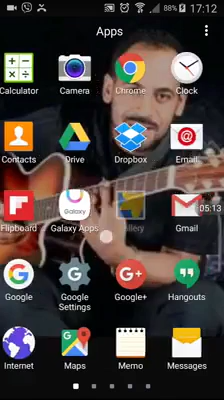 88% 17:12
Apps
Calculator Camera Chrome Clock
Contacts Drive Dropbox Email
05:13
Flipboard Galaxy Apps Gallery Gmail
Google Google Settings Google+ Hangouts
Internet Maps Memo Messages